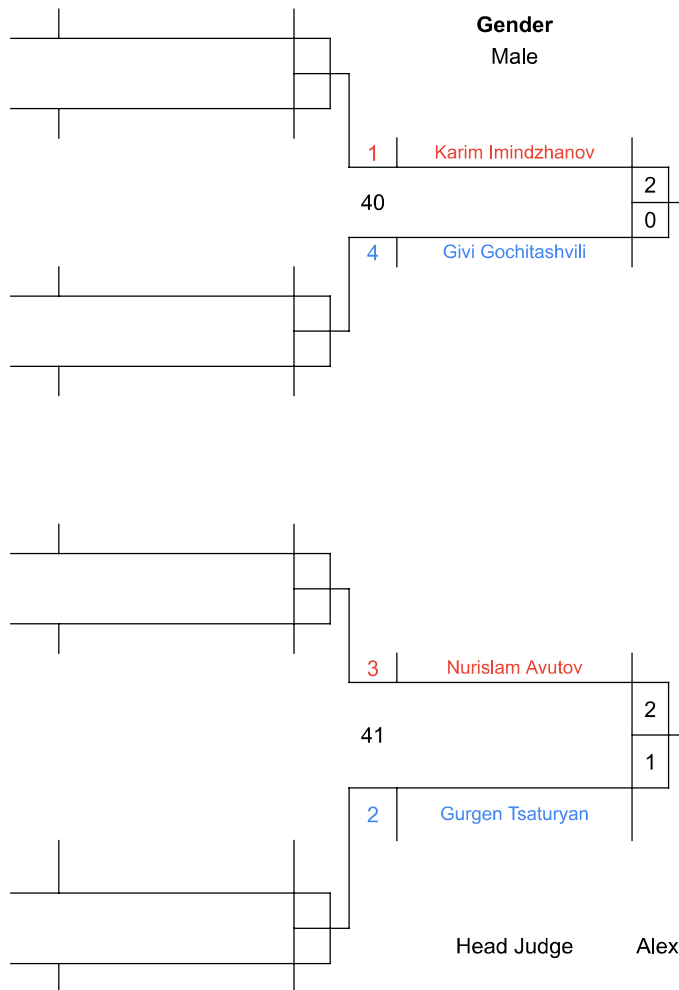 Gender
Male
1 Karim Imindzhanov
2
40
0
4 Givi Gochitashvili
3 Nurislam Avutov
2
41
1
2 Gurgen Tsaturyan
Head Judge Alex